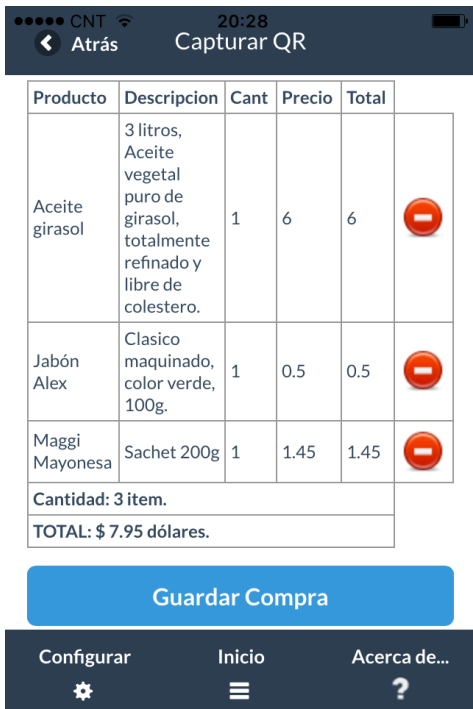 CNT 20:28
Atrás Capturar QR
Producto Descripcion Cant Precio Total
Aceite girasol 3 litros, Aceite vegetal puro de girasol, totalmente refinado y libre de colestero. 1 6 6
Jabón Alex Clasico maquinado, color verde, 100g. 1 0.5 0.5
Maggi Mayonesa Sachet 200g 1 1.45 1.45
Cantidad: 3 item.
TOTAL: $ 7.95 dólares.
Guardar Compra
Configurar Inicio Acerca de...
?